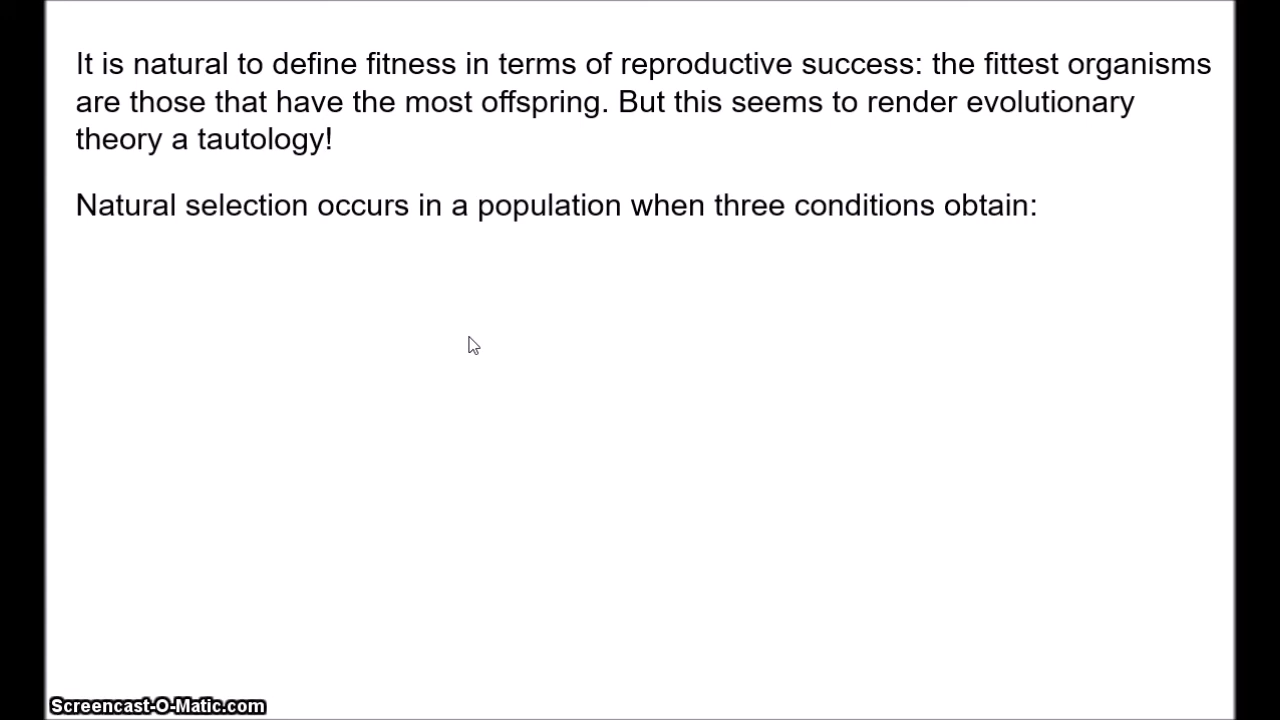 It is natural to define fitness in terms of reproductive success: the fittest organisms
are those that have the most offspring. But this seems to render evolutionary
theory a tautology!
Natural selection occurs in a population when three conditions obtain:
Screencast-O-Matic.com